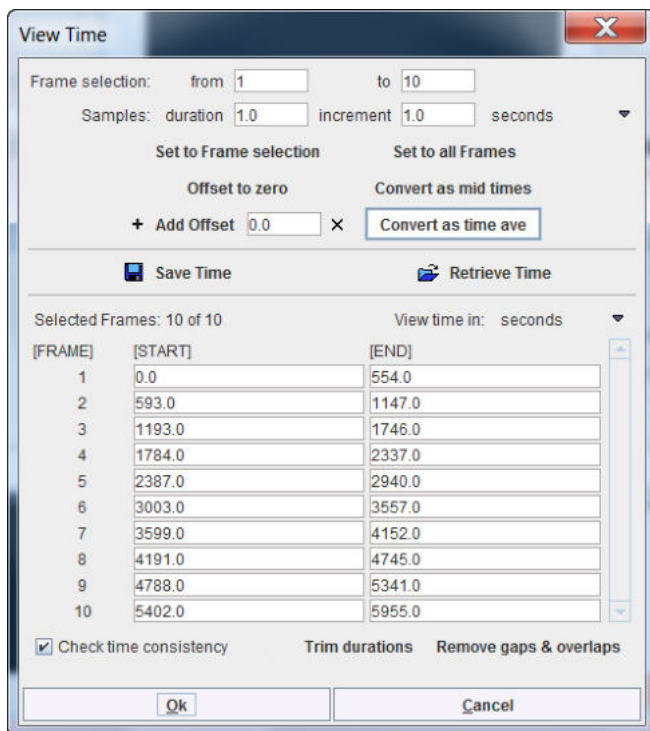 View Time
Frame selection: from 1 to 10
Samples: duration 1.0 increment 1.0 seconds
Set to Frame selection Set to all Frames
Offset to zero Convert as mid times
+ Add Offset 0.0 × Convert as time ave
Save Time Retrieve Time
Selected Frames: 10 of 10 View time in: seconds
[FRAME] [START] [END]
1 0.0 554.0
2 593.0 1147.0
3 1193.0 1746.0
4 1784.0 2337.0
5 2387.0 2940.0
6 3003.0 3557.0
7 3599.0 4152.0
8 4191.0 4745.0
9 4788.0 5341.0
10 5402.0 5955.0
Check time consistency Trim durations Remove gaps & overlaps
Ok Cancel